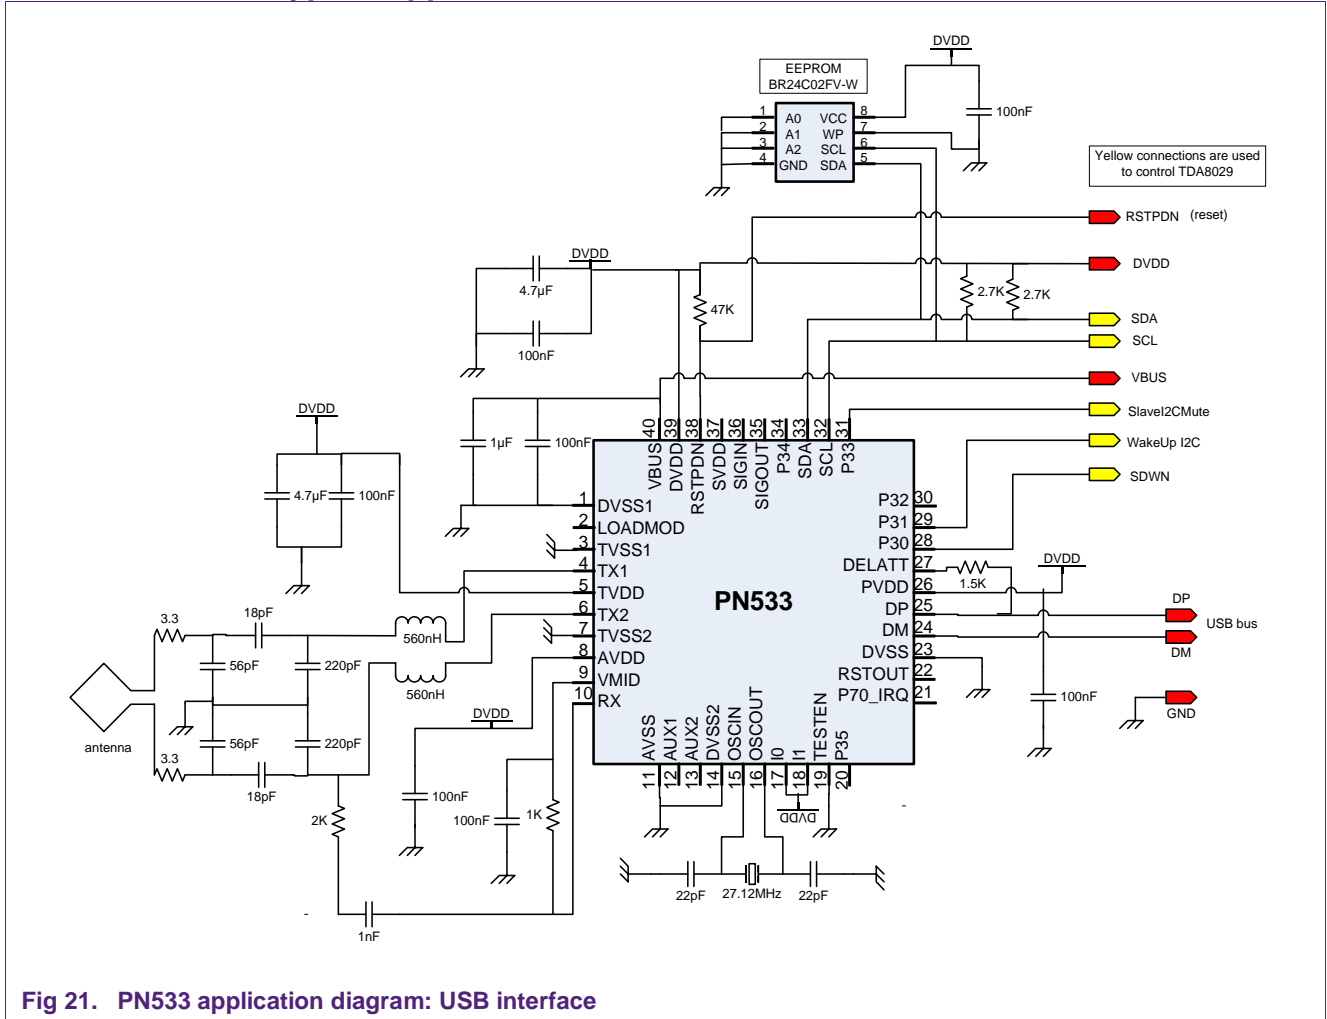 DVDD
EEPROM
BR24C02FV-W
100nF
1 A0 VCC 8
2 A1 WP 7
3 A2 SCL 6
4 GND SDA 5
Yellow connections are used
to control TDA8029
RSTPDN (reset)
DVDD
DVDD
4.7µF
47K
2.7K
2.7K
SDA
SCL
100nF
VBUS
DVDD
SlaveI2CMute
1µF
100nF
WakeUp I2C
SDWN
4.7µF
100nF
40 VBUS
39 DVDD
38 RSTPDN
37 SVDD
36 SIGIN
35 SIGOUT
34 P34
33 SDA
32 SCL
31 P33
1 DVSS1
2 LOADMOD
3 TVSS1
4 TX1
5 TVDD
6 TX2
7 TVSS2
8 AVDD
9 VMID
10 RX
PN533
P32 30
P31 29
P30 28
DELATT 27
PVDD 26
DP 25
DM 24
DVSS 23
RSTOUT 22
P70_IRQ 21
11 AVSS
12 AUX1
13 AUX2
14 DVSS2
15 OSCIN
16 OSCOUT
17 I0
18 I1
19 TESTEN
20 P35
DVDD
1.5K
DP
USB bus
DM
100nF
GND
3.3
18pF
560nH
56pF
220pF
560nH
antenna
56pF
220pF
3.3
18pF
DVDD
100nF
2K
100nF
1K
DVDD
22pF
27.12MHz
22pF
1nF
Fig 21. PN533 application diagram: USB interface